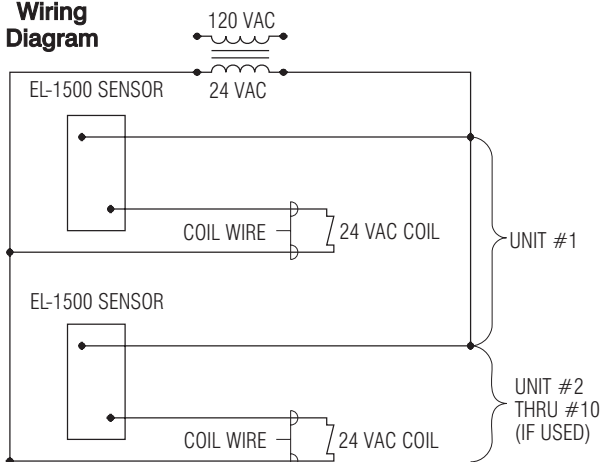 Wiring
Diagram
120 VAC
24 VAC
EL-1500 SENSOR
COIL WIRE
24 VAC COIL
UNIT #1
EL-1500 SENSOR
COIL WIRE
24 VAC COIL
UNIT #2
THRU #10
(IF USED)